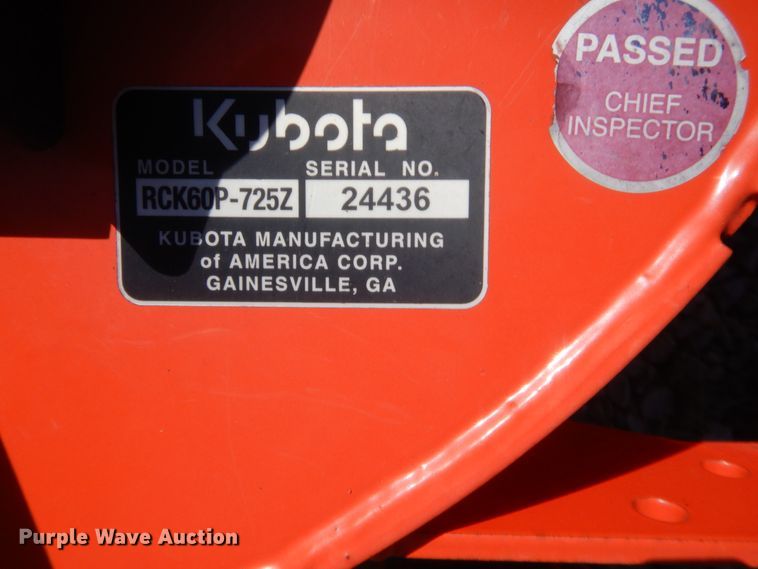 Kubota
MODEL SERIAL NO.
RCK60P-725Z 24436
KUBOTA MANUFACTURING
of AMERICA CORP.
GAINESVILLE, GA
PASSED
CHIEF
INSPECTOR
Purple Wave Auction